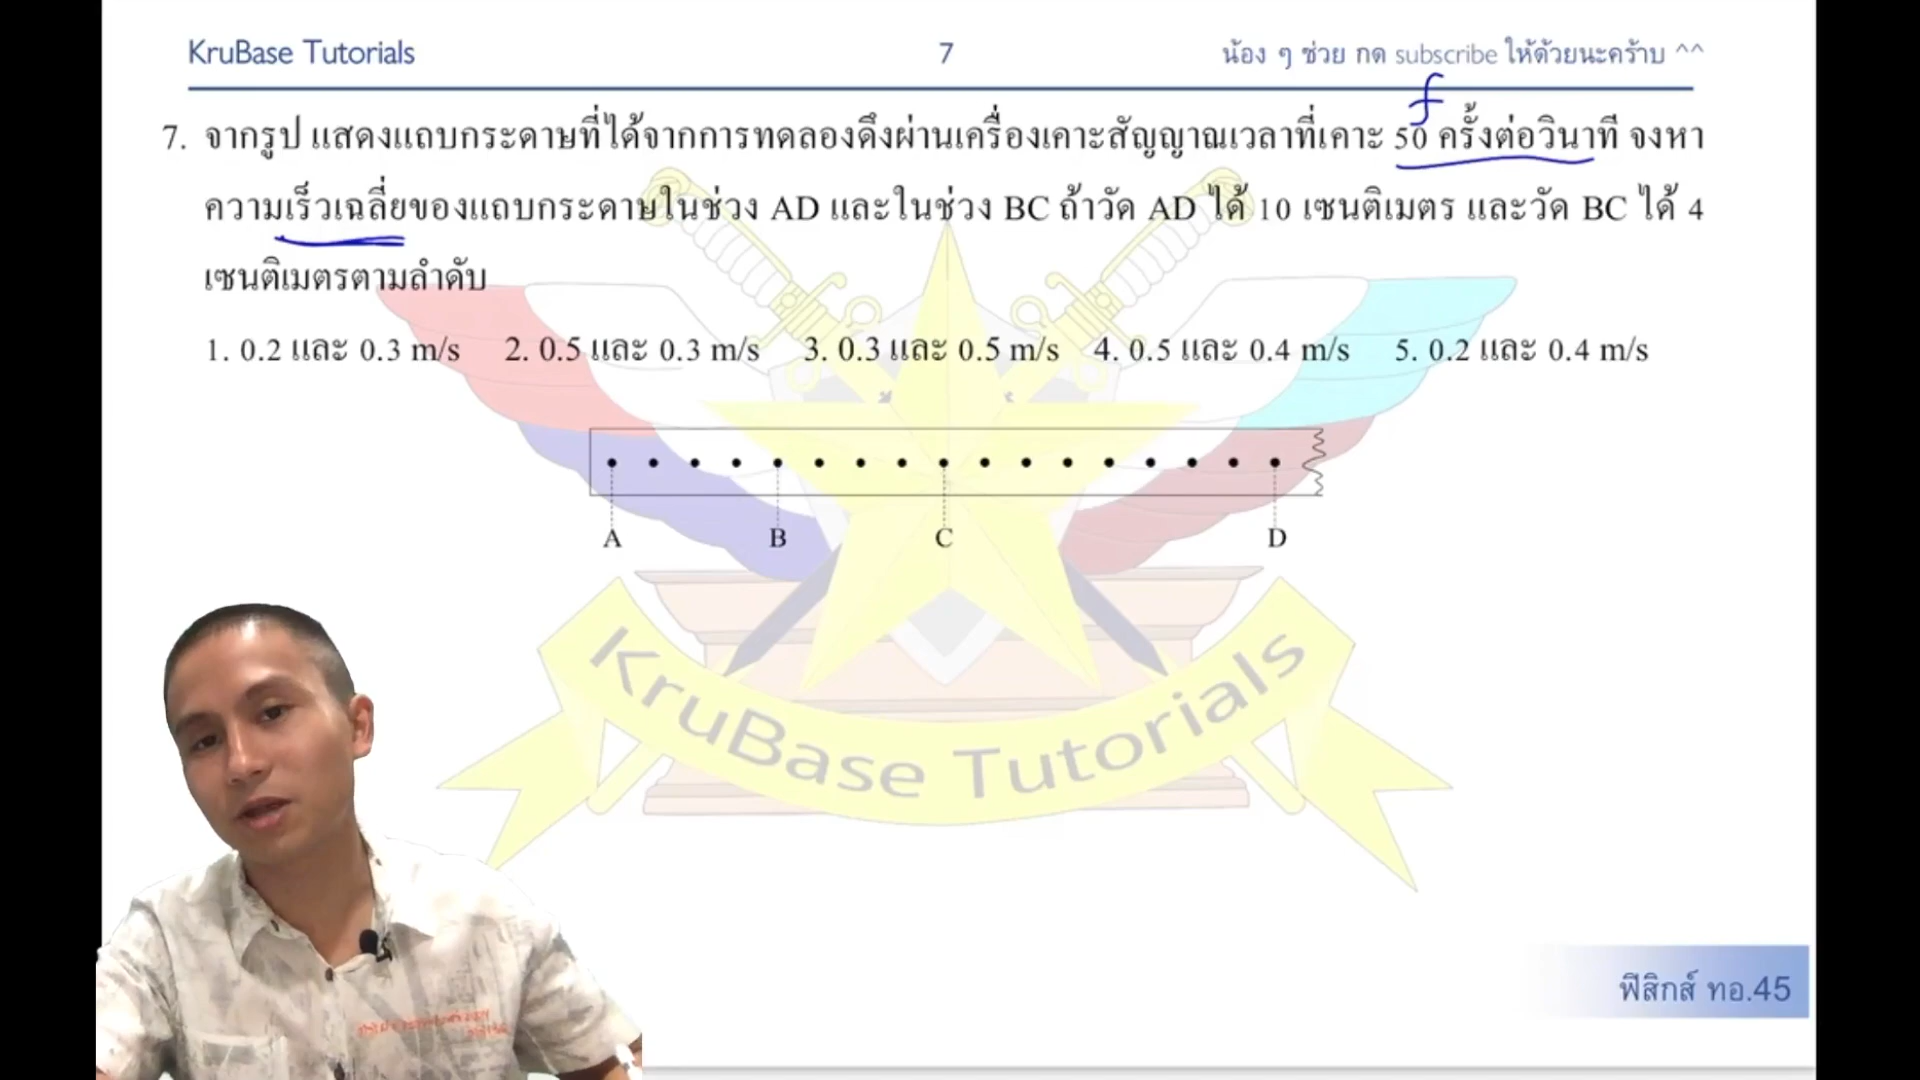 KruBase Tutorials 7 น้อง ๆ ช่วย กด subscribe ให้ด้วยนะคร้าบ ^^
f
7. จากรูป แสดงแถบกระดาษที่ได้จากการทดลองดึงผ่านเครื่องเคาะสัญญาณเวลาที่เคาะ 50 ครั้งต่อวินาที จงหา
ความเร็วเฉลี่ยของแถบกระดาษในช่วง AD และในช่วง BC ถ้าวัด AD ได้ 10 เซนติเมตร และวัด BC ได้ 4
เซนติเมตรตามลำดับ
1. 0.2 และ 0.3 m/s 2. 0.5 และ 0.3 m/s 3. 0.3 และ 0.5 m/s 4. 0.5 และ 0.4 m/s 5. 0.2 และ 0.4 m/s
A B C D
KruBase Tutorials
ฟิสิกส์ ทอ.45